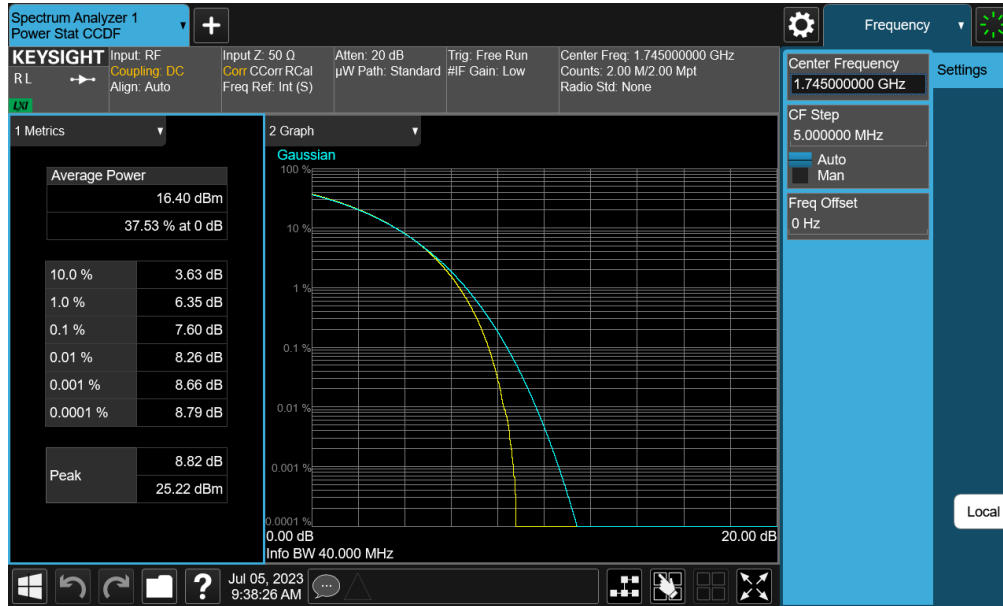 Spectrum Analyzer 1
Power Stat CCDF
Frequency
KEYSIGHT
R L
LXI
Input: RF
Coupling: DC
Align: Auto
Input Z: 50 Ω
Corr CCorr RCal
Freq Ref: Int (S)
Atten: 20 dB
µW Path: Standard
Trig: Free Run
#IF Gain: Low
Center Freq: 1.745000000 GHz
Counts: 2.00 M/2.00 Mpt
Radio Std: None
Center Frequency
1.745000000 GHz
Settings
CF Step
5.000000 MHz
Auto
Man
Freq Offset
0 Hz
1 Metrics
Average Power
16.40 dBm
37.53 % at 0 dB
10.0 % 3.63 dB
1.0 % 6.35 dB
0.1 % 7.60 dB
0.01 % 8.26 dB
0.001 % 8.66 dB
0.0001 % 8.79 dB
Peak
8.82 dB
25.22 dBm
2 Graph
Gaussian
100 %
10 %
1 %
0.1 %
0.01 %
0.001 %
0.0001 %
0.00 dB
20.00 dB
Info BW 40.000 MHz
Local
?
Jul 05, 2023
9:38:26 AM